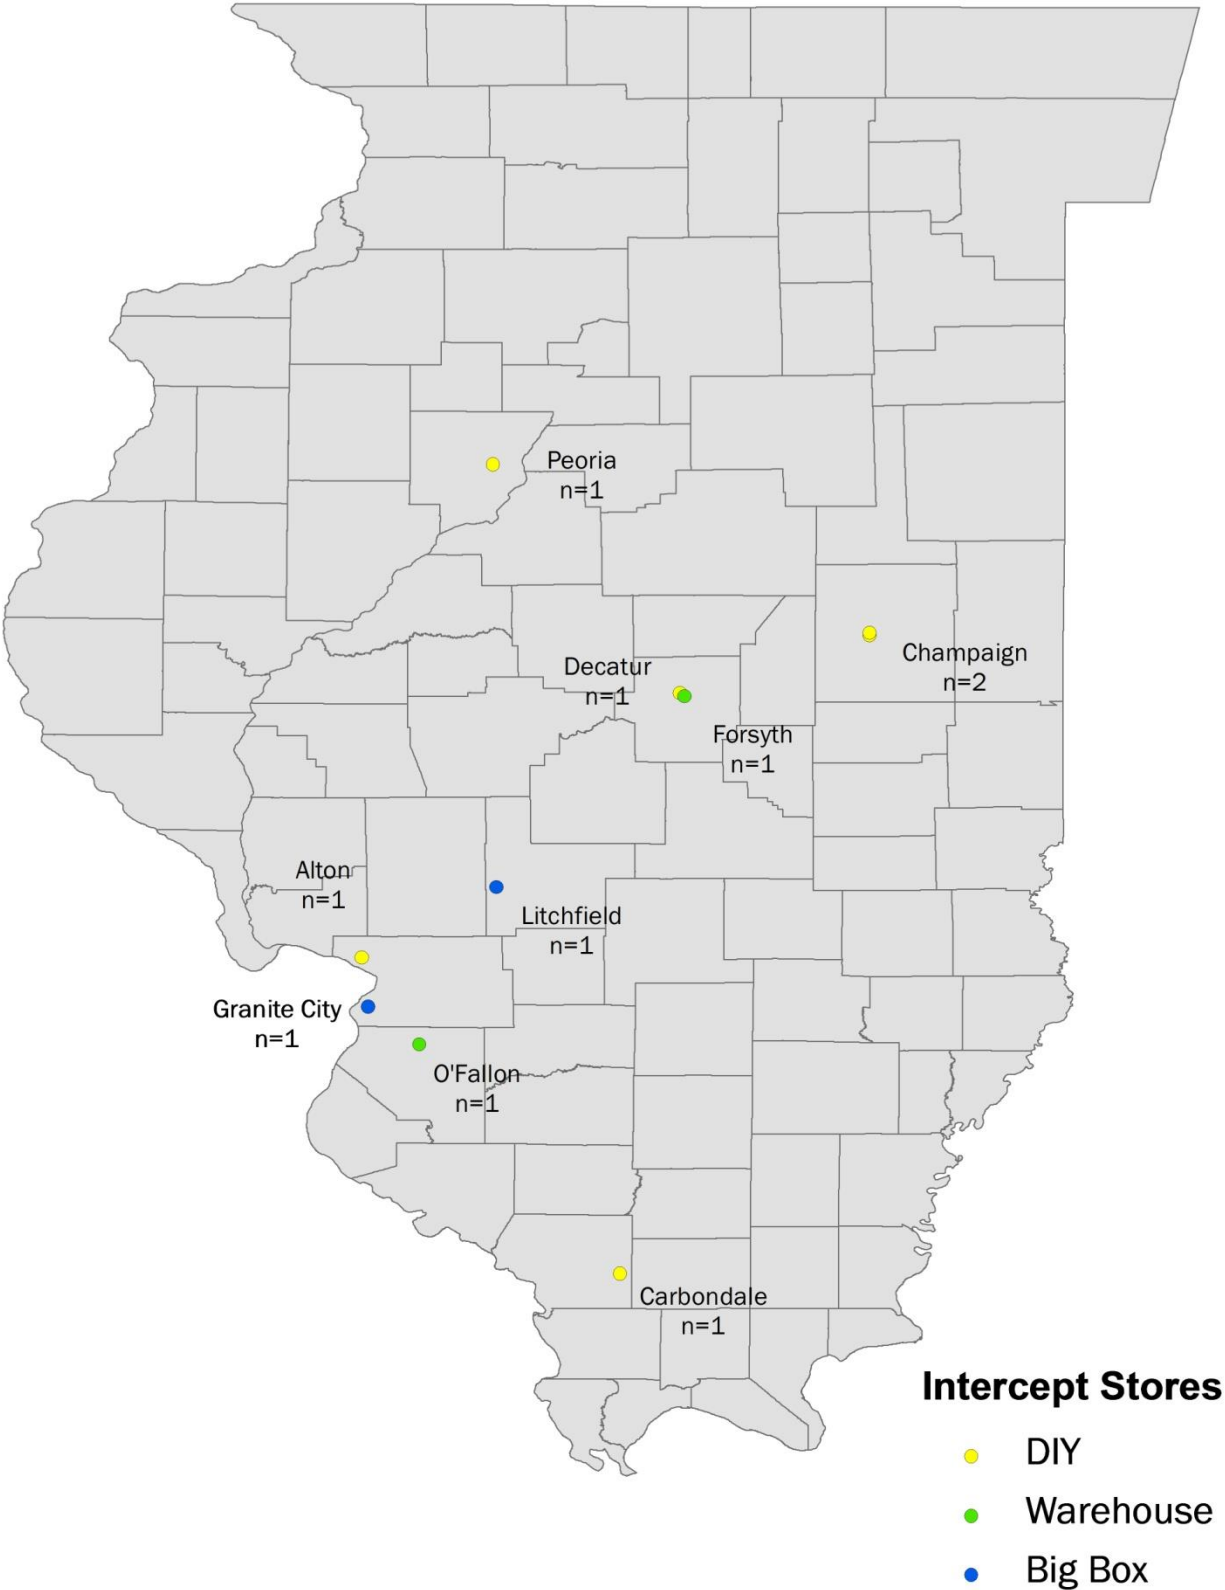 Peoria
n=1
Decatur
n=1
Champaign
n=2
Forsyth
n=1
Alton
n=1
Litchfield
n=1
Granite City
n=1
O'Fallon
n=1
Carbondale
n=1
Intercept Stores
DIY
Warehouse
Big Box